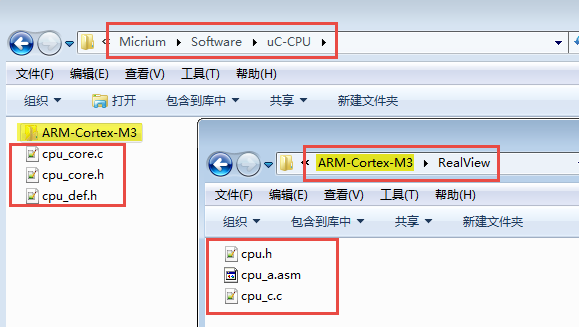 Micrium ▸ Software ▸ uC-CPU ▸
文件(F) 编辑(E) 查看(V) 工具(T) 帮助(H)
组织 打开 包含到库中 共享 新建文件夹
ARM-Cortex-M3
cpu_core.c
cpu_core.h
cpu_def.h
ARM-Cortex-M3 ▸ RealView
文件(F) 编辑(E) 查看(V) 工具(T) 帮助(H)
组织 包含到库中 共享 新建文件夹
cpu.h
cpu_a.asm
cpu_c.c